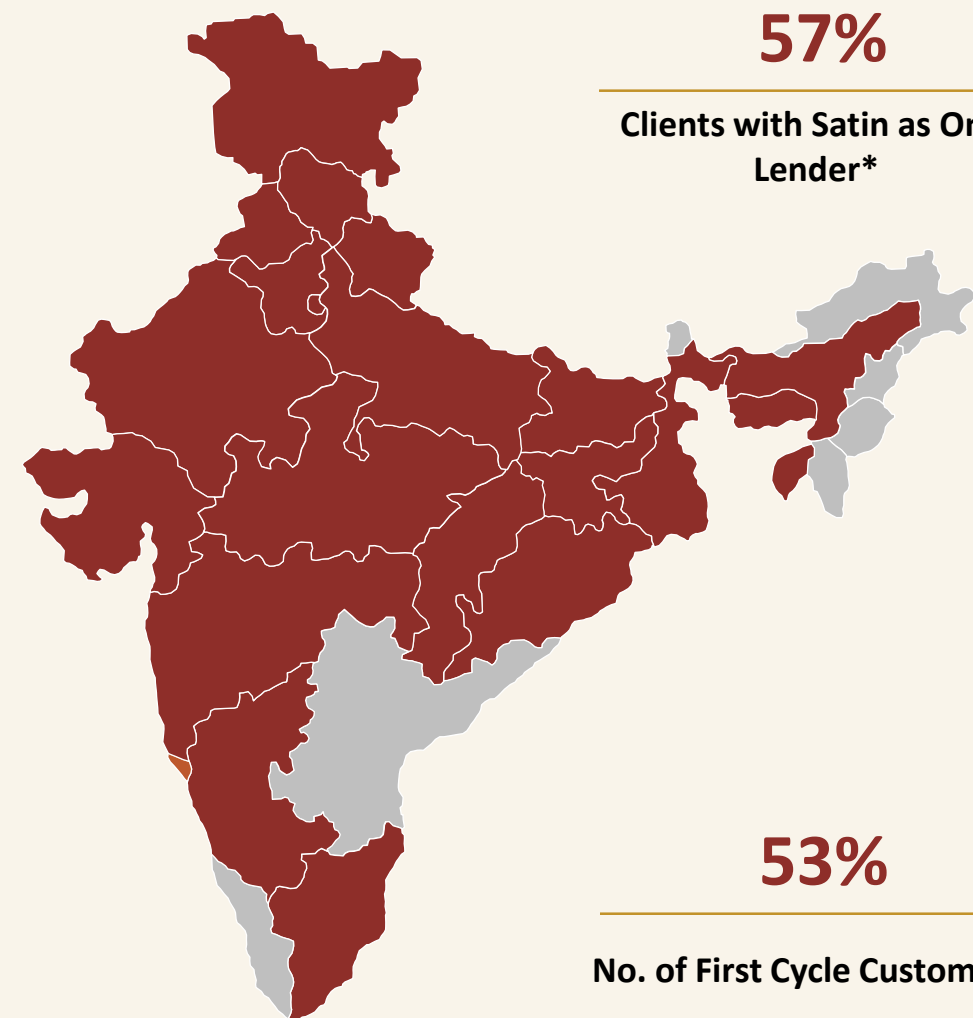 57%
Clients with Satin as
Lender*
53%
No. of First Cycle